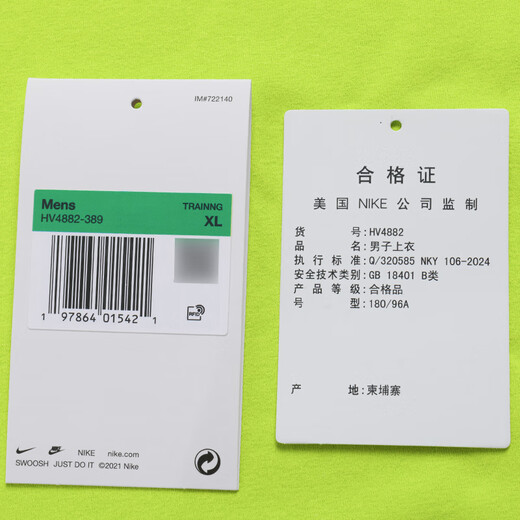 IM#722140
Mens TRAINNG
HV4882-389 XL
RFID
1 97864 01542 1
NIKE nike.com
SWOOSH JUST DO IT ©2021 Nike
合格证
美国 NIKE 公司监制
货号:HV4882
品名:男子上衣
执行标准:Q/320585 NKY 106-2024
安全技术类别:GB 18401 B类
产品等级:合格品
号型:180/96A
产地:柬埔寨